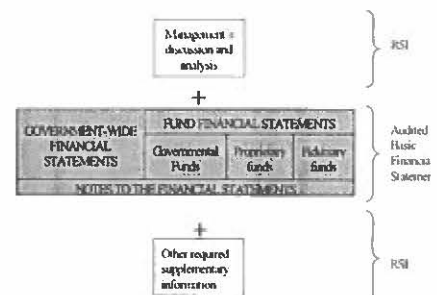 Management's
discussion and
analysis
RSI
+
GOVERNMENT-WIDE
FINANCIAL
STATEMENTS
FUND FINANCIAL STATEMENTS
Governmental
Funds
Proprietary
funds
Fiduciary
funds
NOTES TO THE FINANCIAL STATEMENTS
Audited
Basic
Financial
Statemer
+
Other required
supplementary
information
RSI